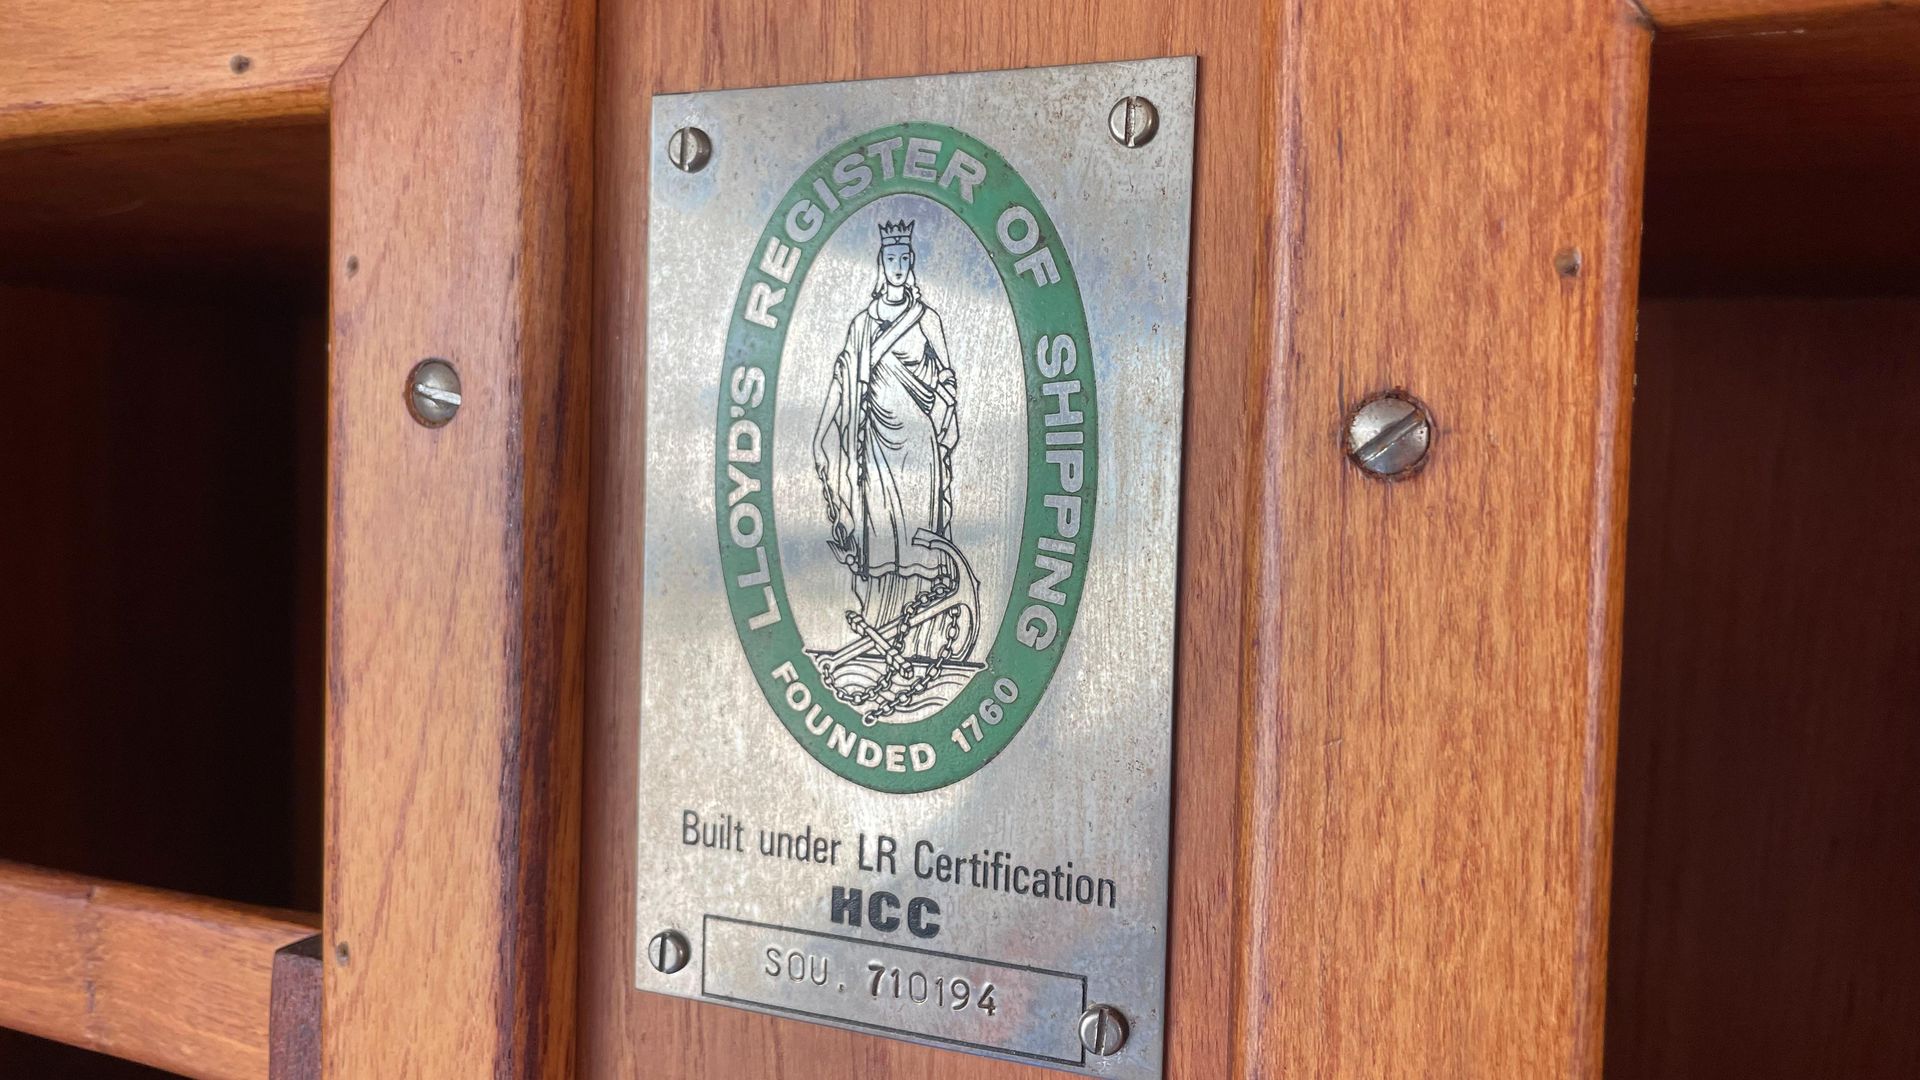 LLOYD'S REGISTER OF SHIPPING
FOUNDED 1760
Built under LR Certification
HCC
SOU. 710194